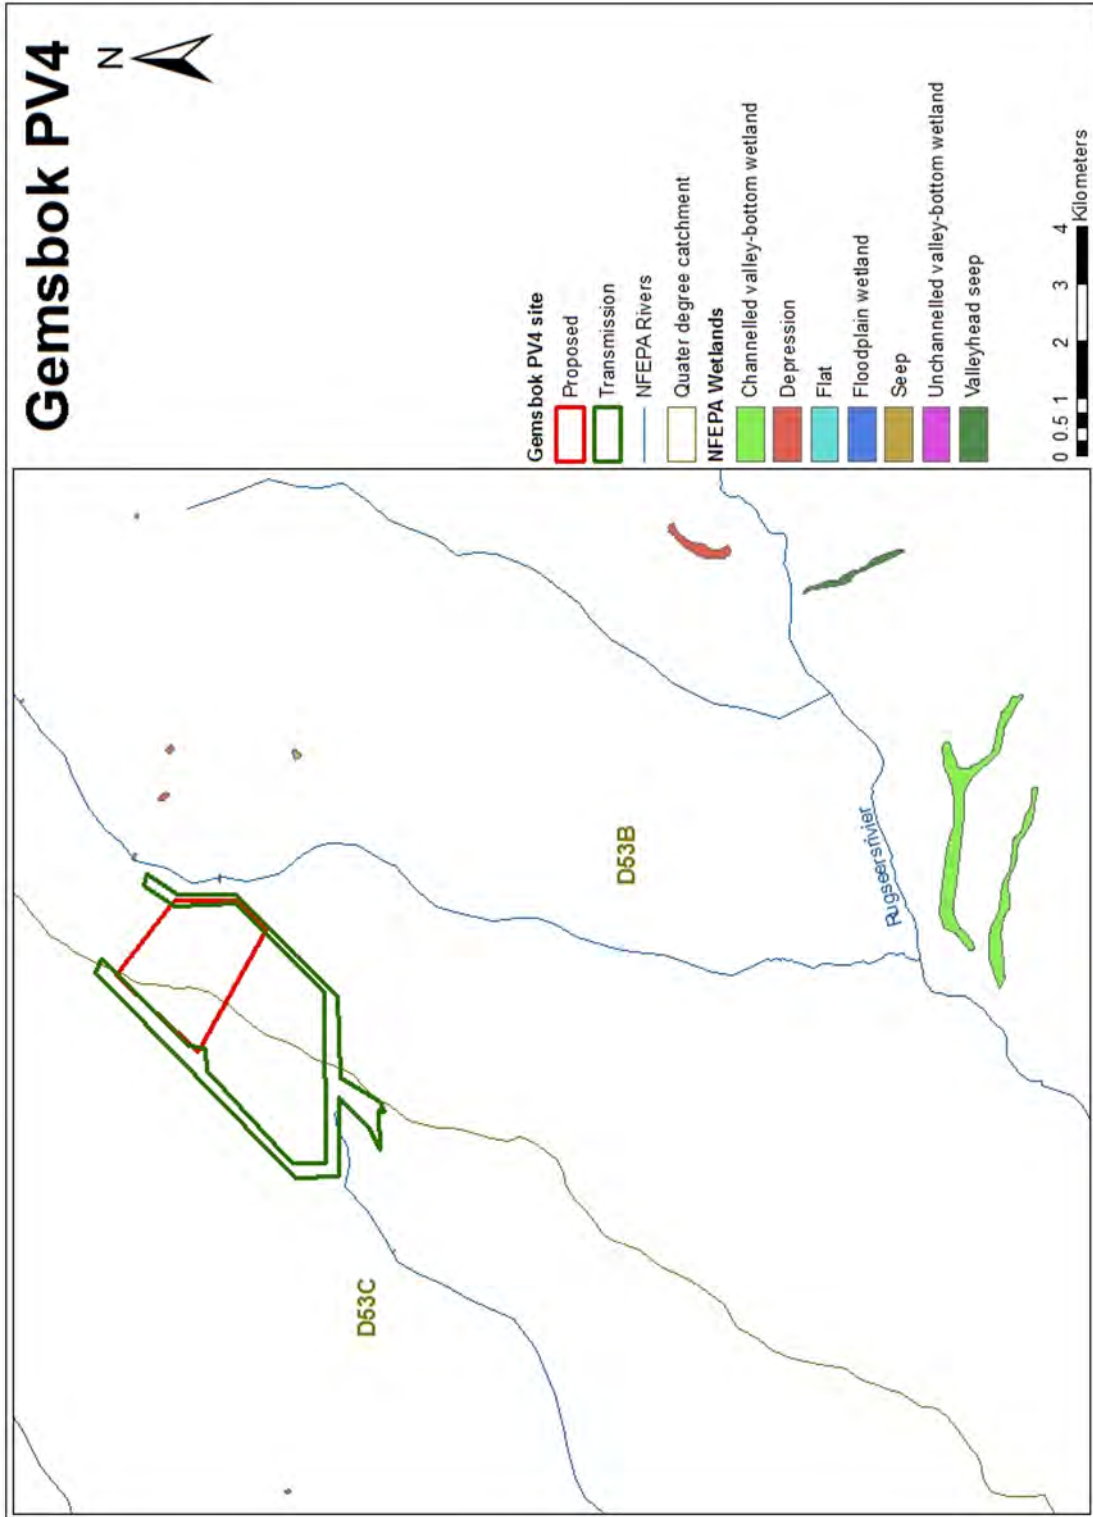 Gemsbok PV4
N
Gemsbok PV4 site
Proposed
Transmission
NFEPA Rivers
Quater degree catchment
NFEPA Wetlands
Channelled valley-bottom wetland
Depression
Flat
Floodplain wetland
Seep
Unchannelled valley-bottom wetland
Valleyhead seep
0 0.5 1 2 3 4
Kilometers
D53B
D53C
Rugseersrivier